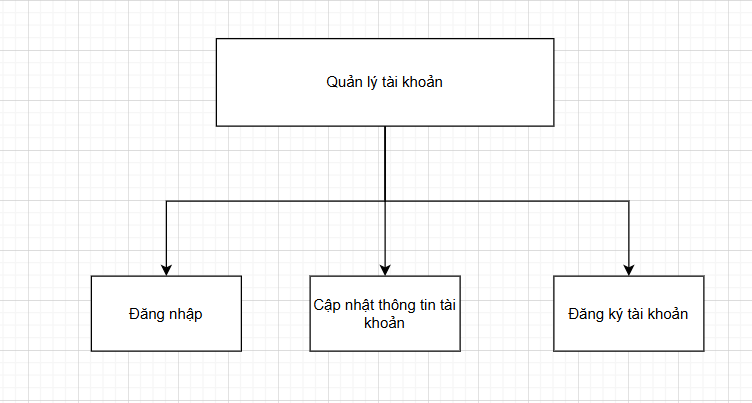 Quản lý tài khoản
Đăng nhập
Cập nhật thông tin tài
khoản
Đăng ký tài khoản